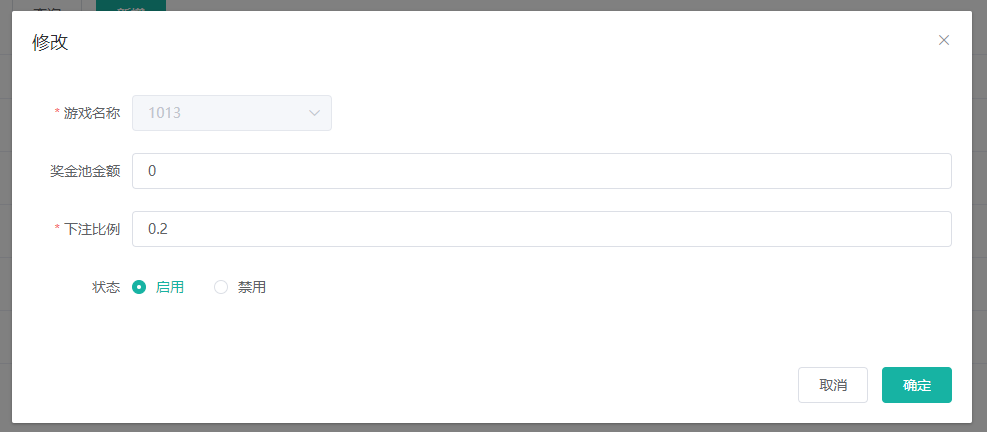 修改
* 游戏名称 1013
奖金池金额 0
* 下注比例 0.2
状态 启用 禁用
取消 确定